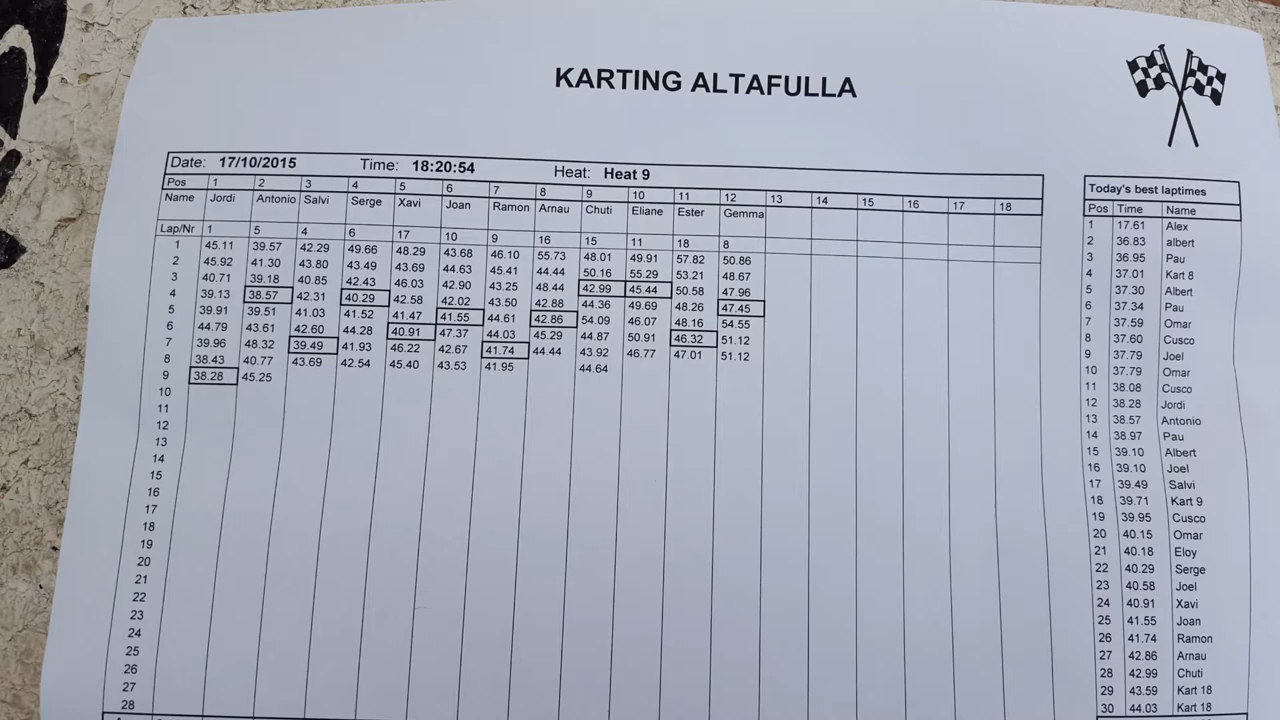 KARTING ALTAFULLA
Date: 17/10/2015 Time: 18:20:54 Heat: Heat 9
Pos 1 2 3 4 5 6 7 8 9 10 11 12 13 14 15 16 17 18
Name Jordi Antonio Salvi Serge Xavi Joan Ramon Arnau Chuti Eliane Ester Gemma
Lap/Nr 1 5 4 6 17 10 9 16 15 11 18 8
1 45.11 39.57 42.29 49.66 48.29 43.68 46.10 55.73 48.01 49.91 57.82 50.86
2 45.92 41.30 43.80 43.49 43.69 44.63 45.41 44.44 50.16 55.29 53.21 48.67
3 40.71 39.18 40.85 42.43 46.03 42.90 43.25 48.44 42.99 45.44 50.58 47.96
4 39.13 38.57 42.31 40.29 42.58 42.02 43.50 42.88 44.36 49.69 48.26 47.45
5 39.91 39.51 41.03 41.52 41.47 41.55 44.61 42.86 54.09 46.07 48.16 54.55
6 44.79 43.61 42.60 44.28 40.91 47.37 44.03 45.29 44.87 50.91 46.32 51.12
7 39.96 48.32 39.49 41.93 46.22 42.67 41.74 44.44 43.92 46.77 47.01 51.12
8 38.43 40.77 43.69 42.54 45.40 43.53 41.95 44.64
9 38.28 45.25
10
11
12
13
14
15
16
17
18
19
20
21
22
23
24
25
26
27
28
Today's best laptimes
Pos Time Name
1 17.61 Alex
2 36.83 albert
3 36.95 Pau
4 37.01 Kart 8
5 37.30 Albert
6 37.34 Pau
7 37.59 Omar
8 37.60 Cusco
9 37.79 Joel
10 37.79 Omar
11 38.08 Cusco
12 38.28 Jordi
13 38.57 Antonio
14 38.97 Pau
15 39.10 Albert
16 39.10 Joel
17 39.49 Salvi
18 39.71 Kart 9
19 39.95 Cusco
20 40.15 Omar
21 40.18 Eloy
22 40.29 Serge
23 40.58 Joel
24 40.91 Xavi
25 41.55 Joan
26 41.74 Ramon
27 42.86 Arnau
28 42.99 Chuti
29 43.59 Kart 18
30 44.03 Kart 18